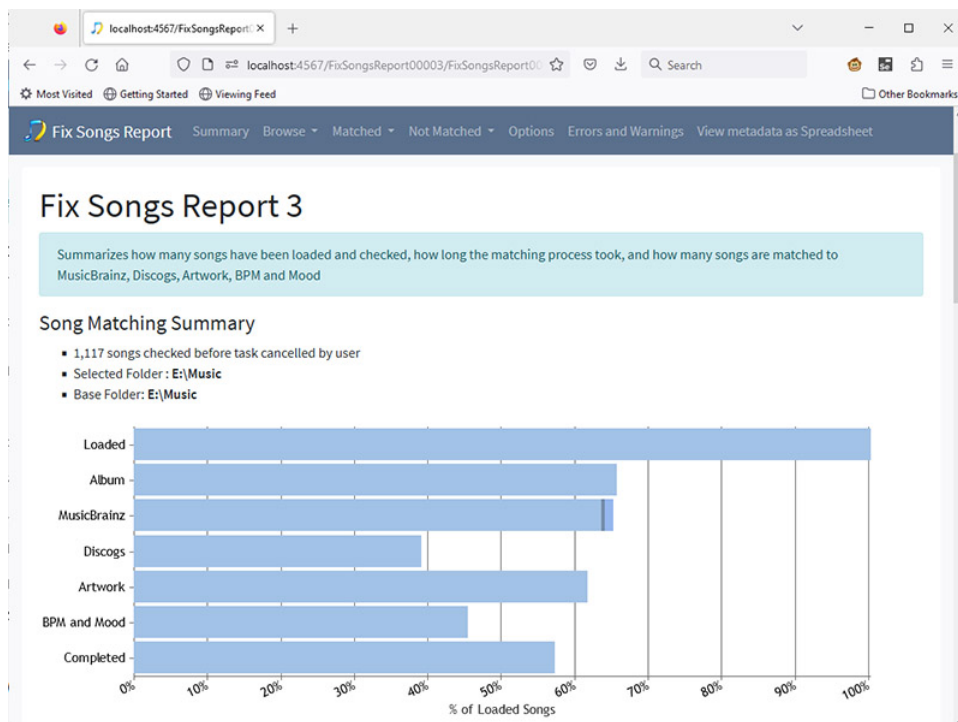 localhost:4567/FixSongsReport
localhost:4567/FixSongsReport00003/FixSongsReport00
Search
Most Visited Getting Started Viewing Feed Other Bookmarks
Fix Songs Report Summary Browse Matched Not Matched Options Errors and Warnings View metadata as Spreadsheet
Fix Songs Report 3
Summarizes how many songs have been loaded and checked, how long the matching process took, and how many songs are matched to
MusicBrainz, Discogs, Artwork, BPM and Mood
Song Matching Summary
1,117 songs checked before task cancelled by user
Selected Folder : E:\Music
Base Folder: E:\Music
Loaded
Album
MusicBrainz
Discogs
Artwork
BPM and Mood
Completed
0% 10% 20% 30% 40% 50% 60% 70% 80% 90% 100%
% of Loaded Songs